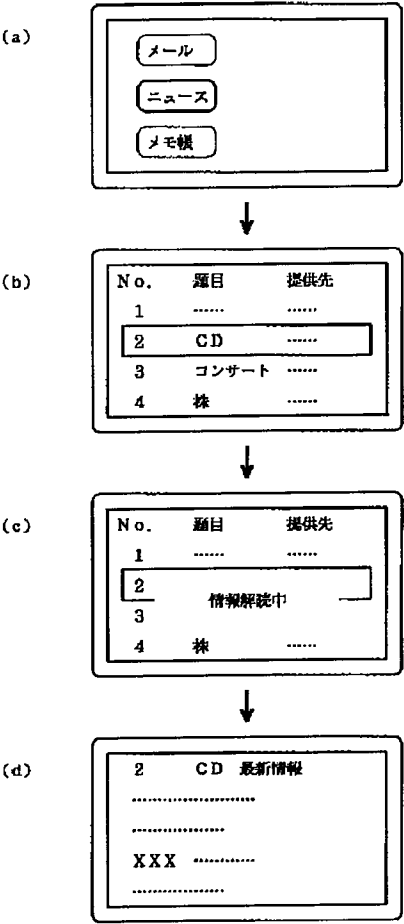 (a)
メール
ニュース
メモ帳
(b)
No. 題目 提供先
1 …… ……
2 CD ……
3 コンサート ……
4 株 ……
(c)
No. 題目 提供先
1 …… ……
2
情報解読中
3
4 株 ……
(d)
2 CD 最新情報
……………………
………………
XXX …………
………………